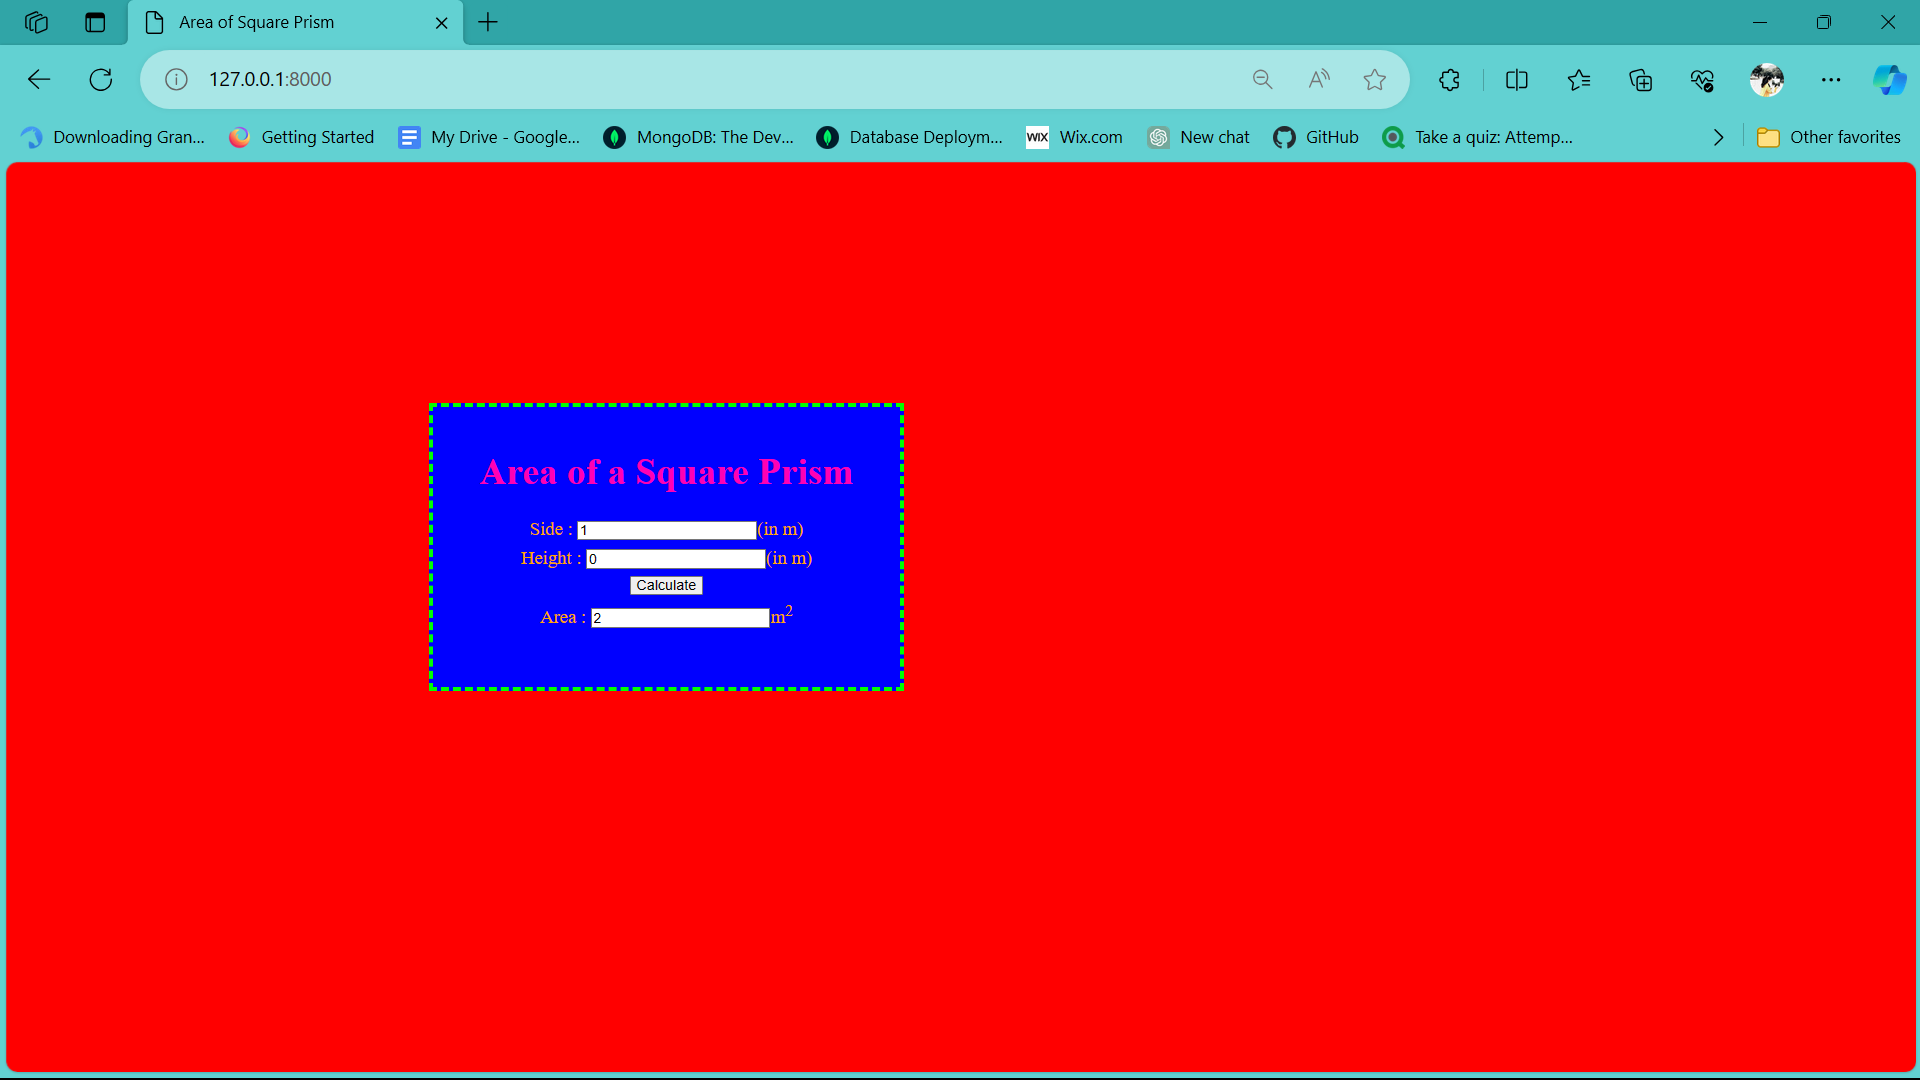 Area of Square Prism
127.0.0.1:8000
Downloading Gran... Getting Started My Drive - Google... MongoDB: The Dev... Database Deploym... WIX Wix.com New chat GitHub Take a quiz: Attemp... Other favorites
Area of a Square Prism
Side : 1 (in m)
Height : 0 (in m)
Calculate
Area : 2 m²